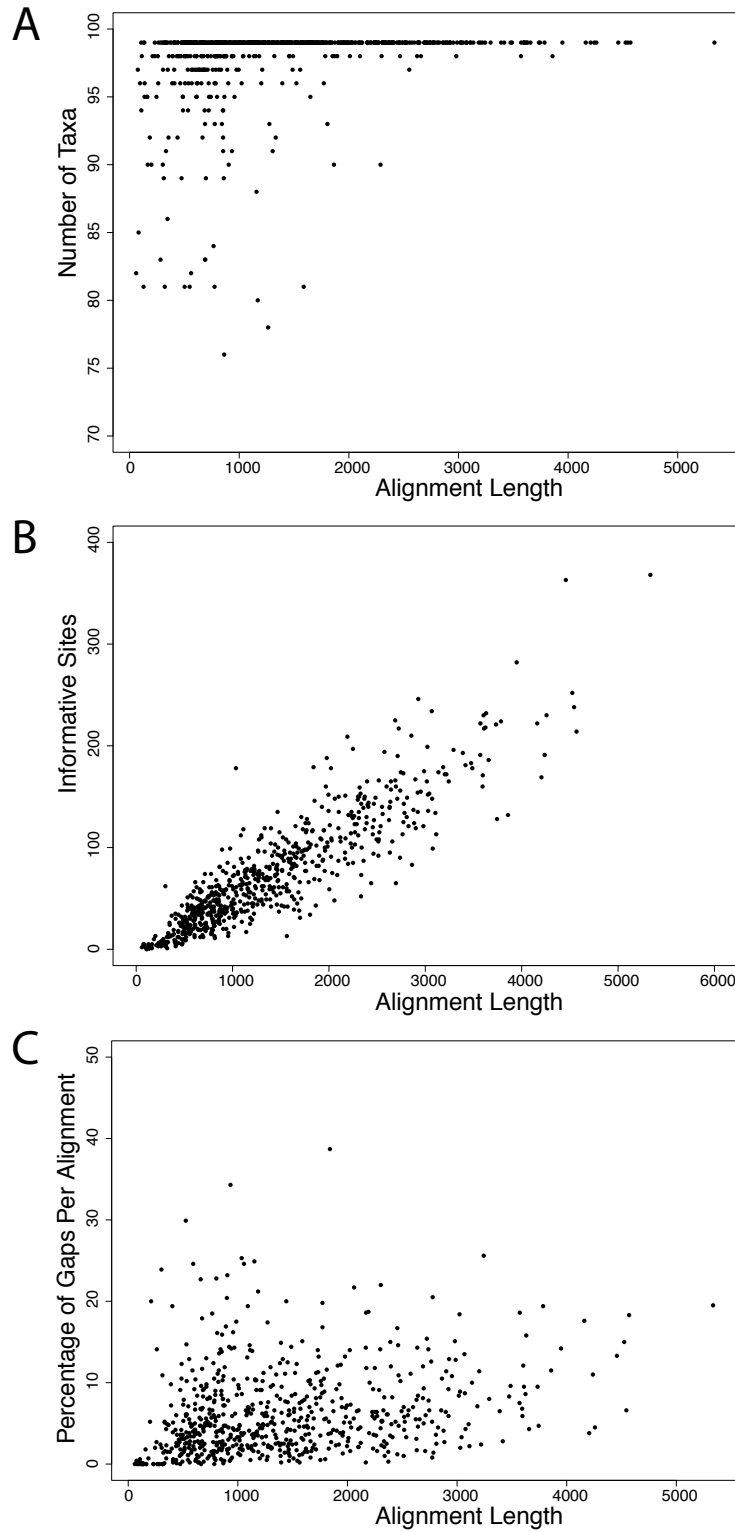 A
100
95
90
85
80
75
70
Number of Taxa
0 1000 2000 3000 4000 5000
Alignment Length
B
400
300
200
100
0
Informative Sites
0 1000 2000 3000 4000 5000 6000
Alignment Length
C
50
40
30
20
10
0
Percentage of Gaps Per Alignment
0 1000 2000 3000 4000 5000
Alignment Length